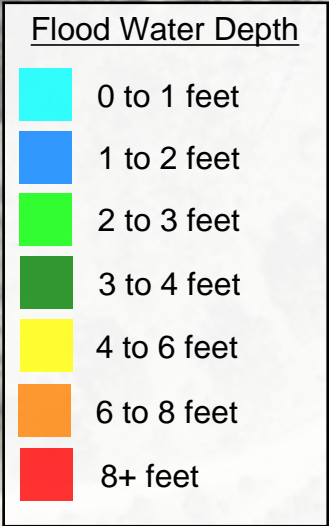 Flood Water Depth
0 to 1 feet
1 to 2 feet
2 to 3 feet
3 to 4 feet
4 to 6 feet
6 to 8 feet
8+ feet